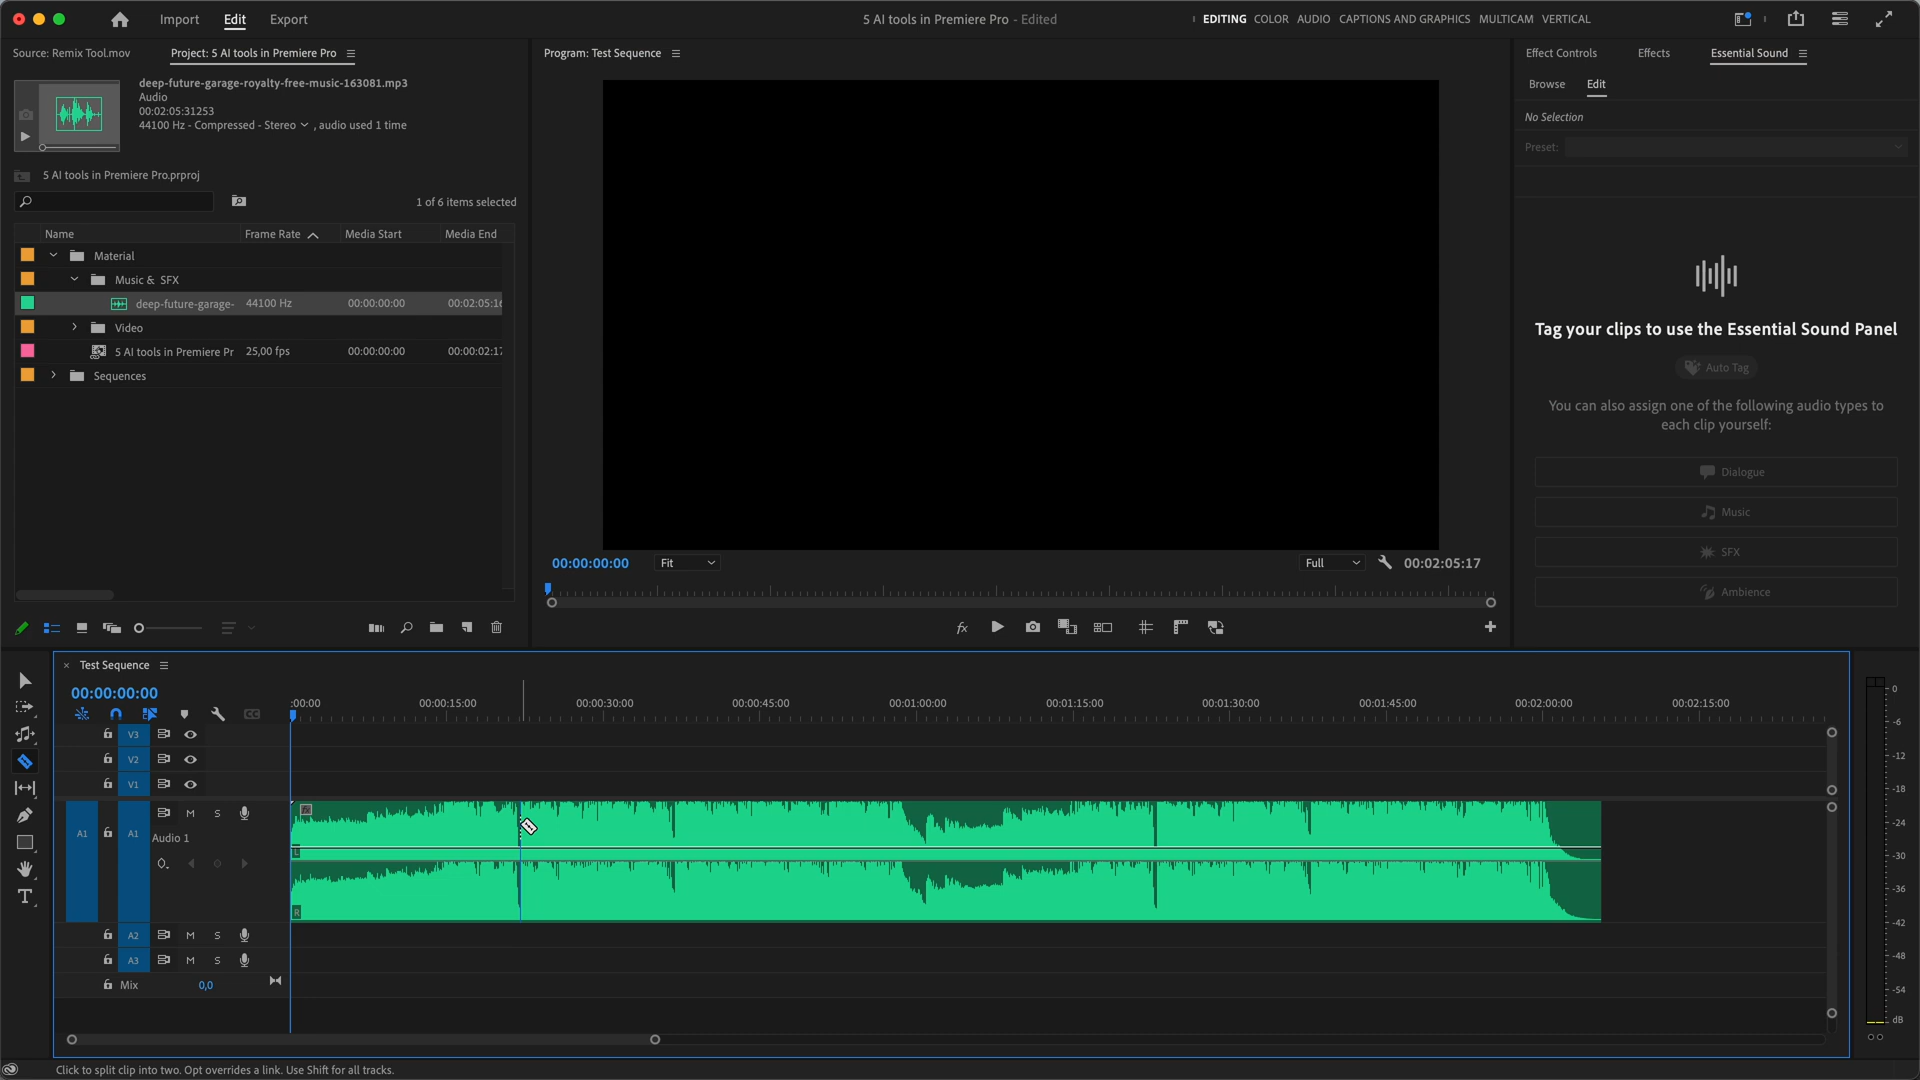 Import Edit Export
5 AI tools in Premiere Pro - Edited
EDITING COLOR AUDIO CAPTIONS AND GRAPHICS MULTICAM VERTICAL
Source: Remix Tool.mov
Project: 5 AI tools in Premiere Pro
deep-future-garage-royalty-free-music-163081.mp3
Audio
00:02:05:31253
44100 Hz - Compressed - Stereo , audio used 1 time
5 AI tools in Premiere Pro.prproj
1 of 6 items selected
Name Frame Rate Media Start Media End
Material
Music & SFX
deep-future-garage- 44100 Hz 00:00:00:00 00:02:05:16
Video
5 AI tools in Premiere Pr 25,00 fps 00:00:00:00 00:00:02:17
Sequences
Program: Test Sequence
00:00:00:00 Fit Full 00:02:05:17
fx
Effect Controls Effects Essential Sound
Browse Edit
No Selection
Preset:
Tag your clips to use the Essential Sound Panel
Auto Tag
You can also assign one of the following audio types to
each clip yourself:
Dialogue
Music
SFX
Ambience
× Test Sequence
00:00:00:00
CC
:00:00 00:00:15:00 00:00:30:00 00:00:45:00 00:01:00:00 00:01:15:00 00:01:30:00 00:01:45:00 00:02:00:00 00:02:15:00
V3
V2
V1
fx
A1 A1 M S
Audio 1
L
R
A2 M S
A3 M S
Mix 0,0
0
-6
-12
-18
-24
-30
-36
-42
-48
-54
dB
Click to split clip into two. Opt overrides a link. Use Shift for all tracks.